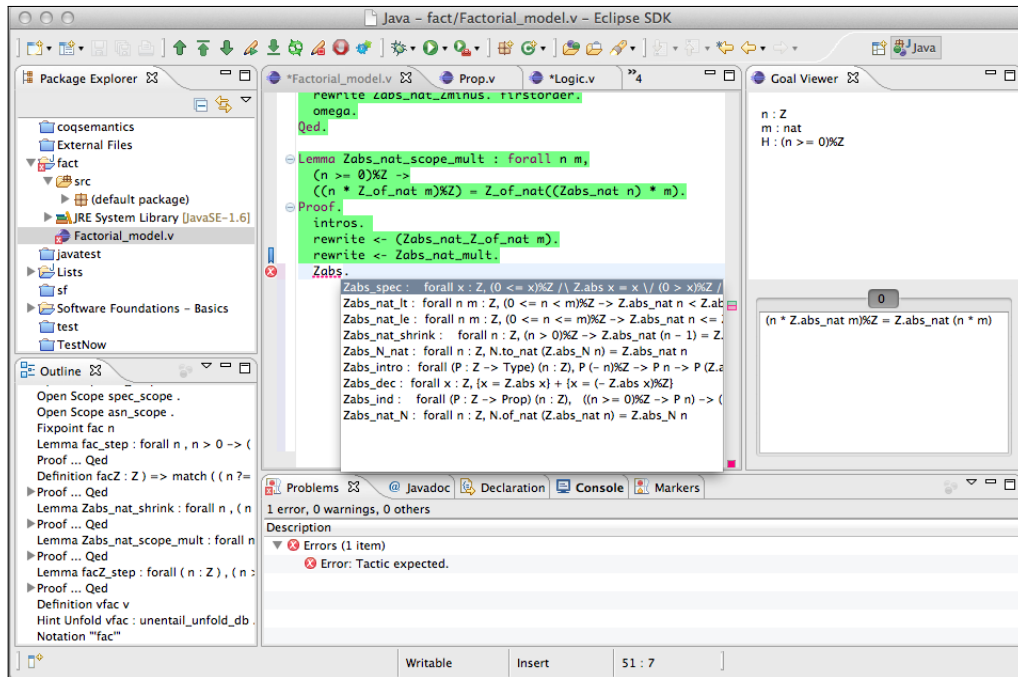 Java - fact/Factorial_model.v - Eclipse SDK
Java
Package Explorer
coqsemantics
External Files
fact
src
(default package)
JRE System Library [JavaSE-1.6]
Factorial_model.v
javatest
Lists
sf
Software Foundations - Basics
test
TestNow
Outline
Open Scope spec_scope .
Open Scope asn_scope .
Fixpoint fac n
Lemma fac_step : forall n , n > 0 -> (
Proof ... Qed
Definition facZ : Z ) => match ( ( n ?=
Proof ... Qed
Lemma Zabs_nat_shrink : forall n , ( n
Proof ... Qed
Lemma Zabs_nat_scope_mult : forall n
Proof ... Qed
Lemma facZ_step : forall ( n : Z ) , ( n >
Proof ... Qed
Definition vfac v
Hint Unfold vfac : unentail_unfold_db .
Notation "'fac'"
*Factorial_model.v
Prop.v
*Logic.v
»4
rewrite Zabs_nat_Zminus. firstorder.
omega.
Qed.
Lemma Zabs_nat_scope_mult : forall n m,
(n >= 0)%Z ->
((n * Z_of_nat m)%Z) = Z_of_nat((Zabs_nat n) * m).
Proof.
intros.
rewrite <- (Zabs_nat_Z_of_nat m).
rewrite <- Zabs_nat_mult.
Zabs.
Zabs_spec : forall x : Z, (0 <= x)%Z /\ Z.abs x = x \/ (0 > x)%Z /
Zabs_nat_lt : forall n m : Z, (0 <= n < m)%Z -> Z.abs_nat n < Z.ab
Zabs_nat_le : forall n m : Z, (0 <= n <= m)%Z -> Z.abs_nat n <= 
Zabs_nat_shrink : forall n : Z, (n > 0)%Z -> Z.abs_nat (n - 1) = Z.
Zabs_N_nat : forall n : Z, N.to_nat (Z.abs_N n) = Z.abs_nat n
Zabs_intro : forall (P : Z -> Type) (n : Z), P (- n)%Z -> P n -> P (Z.a
Zabs_dec : forall x : Z, {x = Z.abs x} + {x = (- Z.abs x)%Z}
Zabs_ind : forall (P : Z -> Prop) (n : Z), ((n >= 0)%Z -> P n) -> (
Zabs_nat_N : forall n : Z, N.of_nat (Z.abs_nat n) = Z.abs_N n
Goal Viewer
n : Z
m : nat
H : (n >= 0)%Z
0
(n * Z.abs_nat m)%Z = Z.abs_nat (n * m)
Problems
@ Javadoc
Declaration
Console
Markers
1 error, 0 warnings, 0 others
Description
Errors (1 item)
Error: Tactic expected.
Writable
Insert
51 : 7